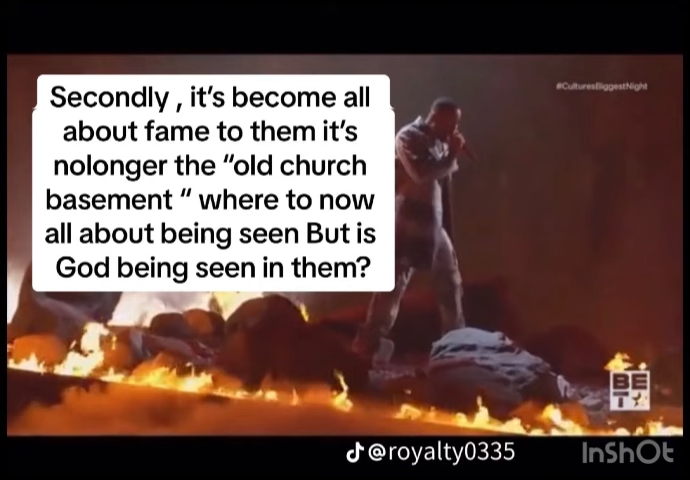 #CulturesBiggestNight
Secondly , it's become all
about fame to them it's
nolonger the "old church
basement " where to now
all about being seen But is
God being seen in them?
BE
T★
@royalty0335
InShOt